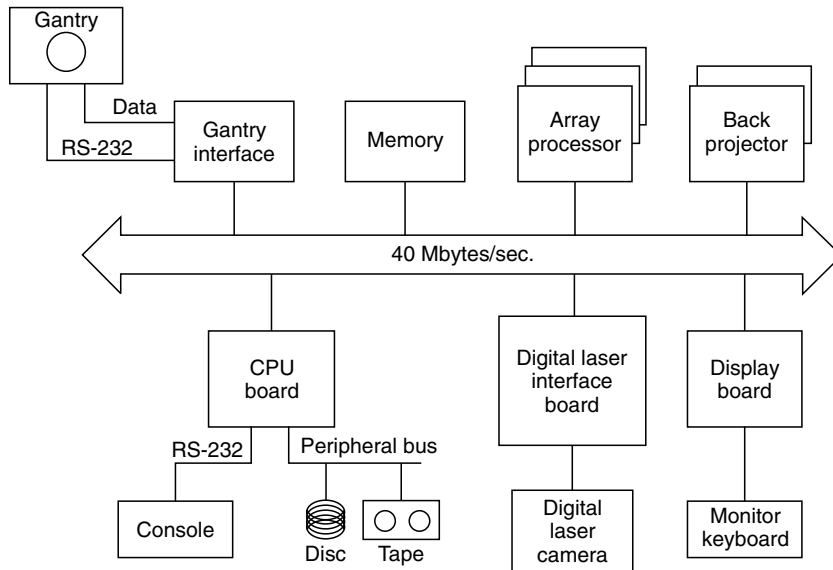 Gantry
Data
RS-232
Gantry
interface
Memory
Array
processor
Back
projector
40 Mbytes/sec.
CPU
board
Digital laser
interface
board
Display
board
RS-232
Peripheral bus
Console
Disc
Tape
Digital
laser
camera
Monitor
keyboard